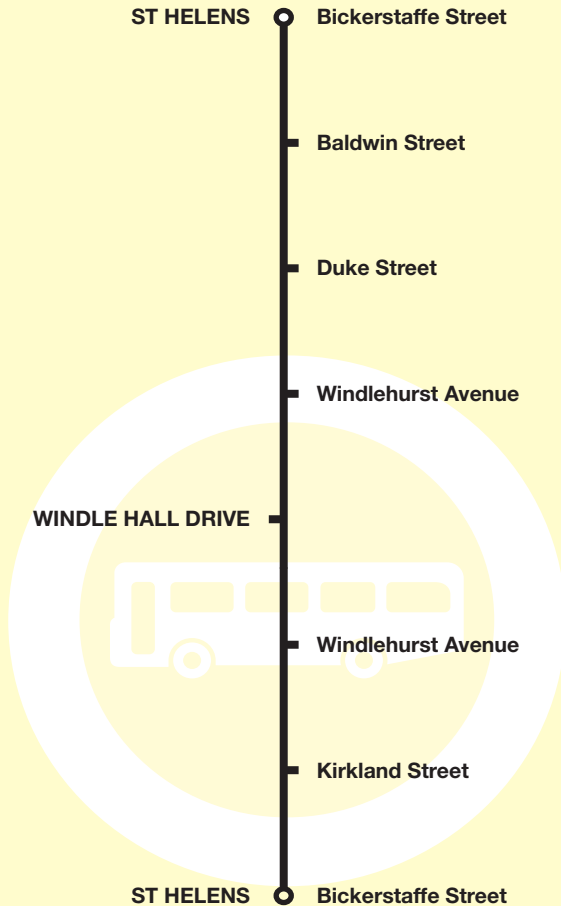 ST HELENS Bickerstaffe Street
Baldwin Street
Duke Street
Windlehurst Avenue
WINDLE HALL DRIVE
Windlehurst Avenue
Kirkland Street
ST HELENS Bickerstaffe Street